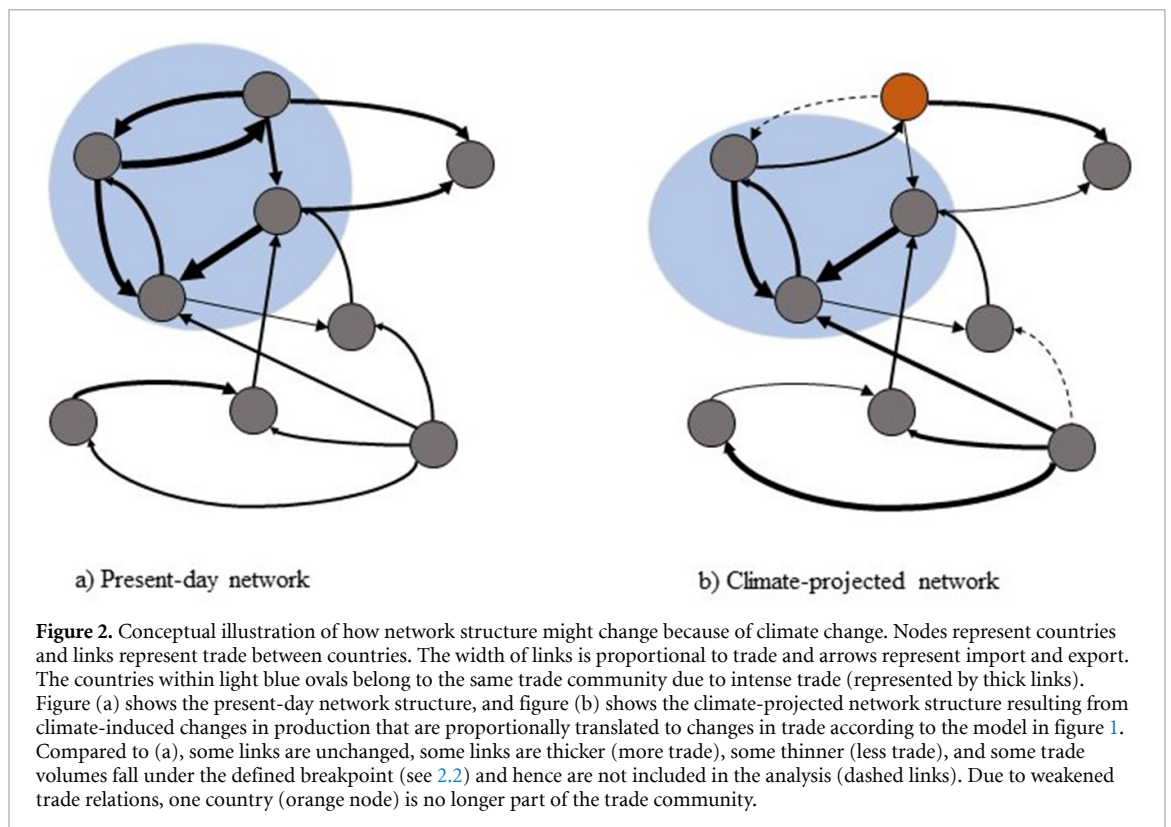 a) Present-day network
b) Climate-projected network
Figure 2. Conceptual illustration of how network structure might change because of climate change. Nodes represent countries
and links represent trade between countries. The width of links is proportional to trade and arrows represent import and export.
The countries within light blue ovals belong to the same trade community due to intense trade (represented by thick links).
Figure (a) shows the present-day network structure, and figure (b) shows the climate-projected network structure resulting from
climate-induced changes in production that are proportionally translated to changes in trade according to the model in figure 1.
Compared to (a), some links are unchanged, some links are thicker (more trade), some thinner (less trade), and some trade
volumes fall under the defined breakpoint (see 2.2) and hence are not included in the analysis (dashed links). Due to weakened
trade relations, one country (orange node) is no longer part of the trade community.